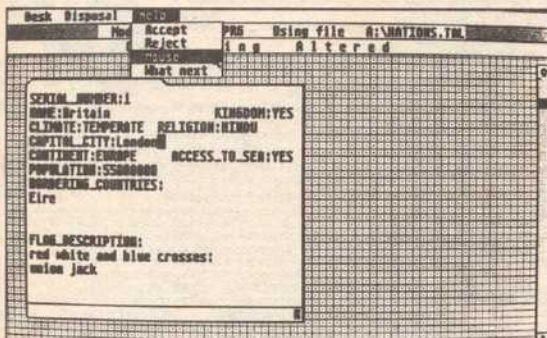 Desk Disposal Help
Accept
Reject
Mouse
What next
Using file A:\NATIONS.TAL
Altered
SERIAL_NUMBER:1
NAME:Britain KINGDOM:YES
CLIMATE:TEMPERATE RELIGION:HINDU
CAPITAL_CITY:London
CONTINENT:EUROPE ACCESS_TO_SEA:YES
POPULATION:55000000
BORDERING_COUNTRIES:
Eire
FLAG_DESCRIPTION:
red white and blue crosses:
union jack